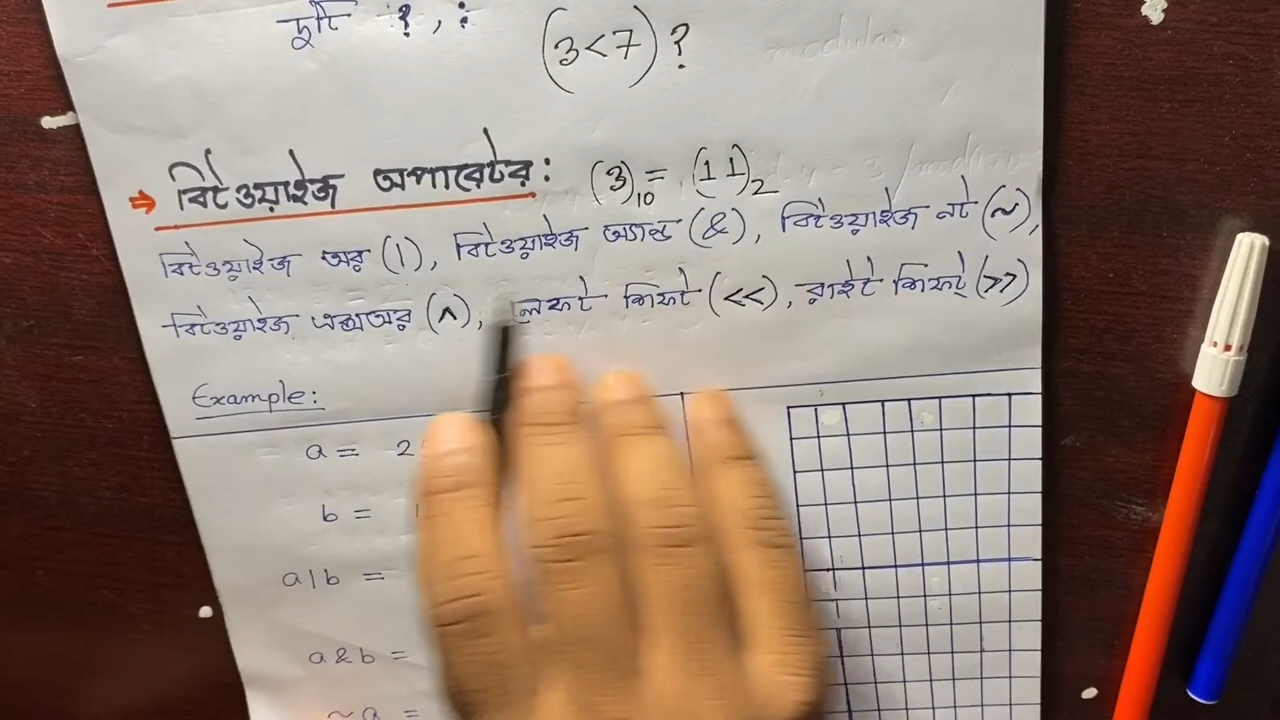 দুটি ?, :
(3<7)?
⇒ বিটওয়াইজ অপারেটর: (3)₁₀ = (11)₂
বিটওয়াইজ অর (|), বিটওয়াইজ অ্যান্ড (&), বিটওয়াইজ নট (~),
বিটওয়াইজ এক্সঅর (^), লেফট শিফট (<<), রাইট শিফট (>>)
Example:
a = 2
b = 1
a|b =
a&b =
~a =